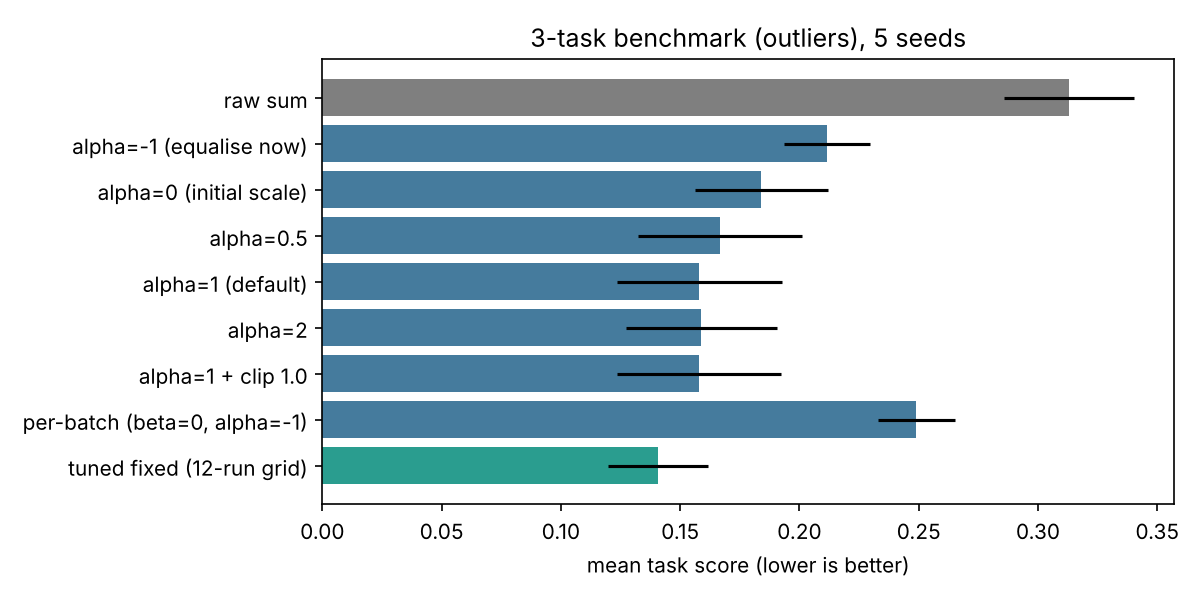 3-task benchmark (outliers), 5 seeds
raw sum
alpha=-1 (equalise now)
alpha=0 (initial scale)
alpha=0.5
alpha=1 (default)
alpha=2
alpha=1 + clip 1.0
per-batch (beta=0, alpha=-1)
tuned fixed (12-run grid)
0.00 0.05 0.10 0.15 0.20 0.25 0.30 0.35
mean task score (lower is better)